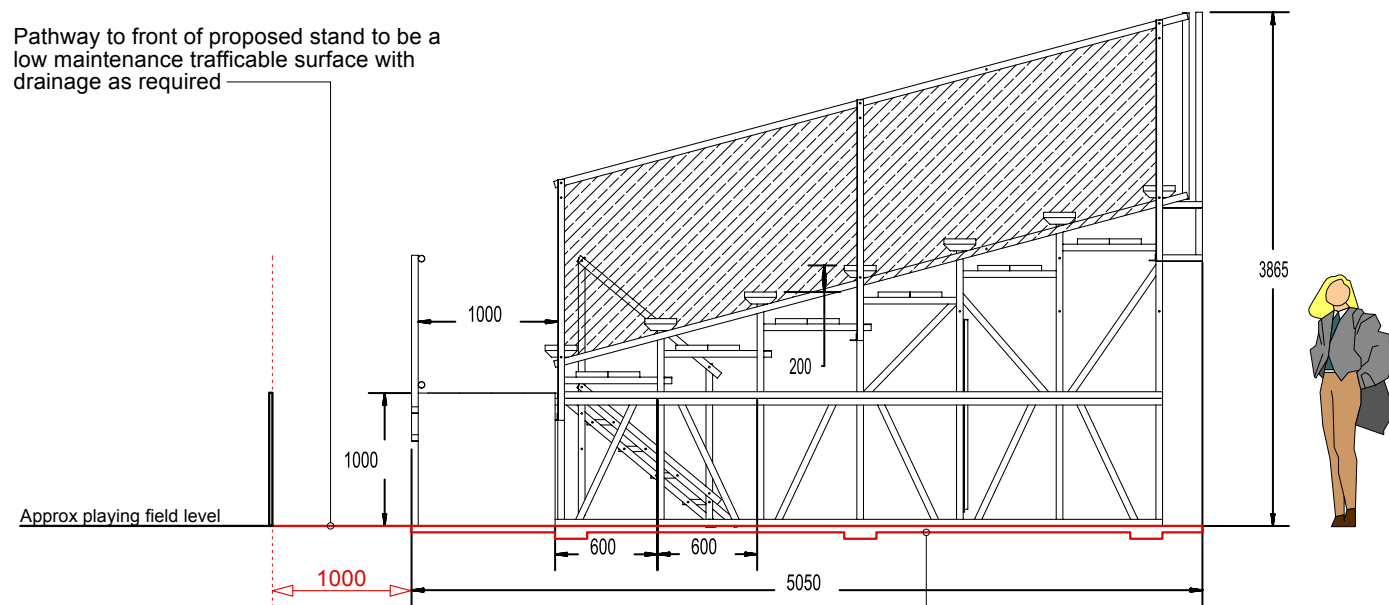 Pathway to front of proposed stand to be a
low maintenance trafficable surface with
drainage as required
3865
1000
200
1000
Approx playing field level
600
600
1000
5050